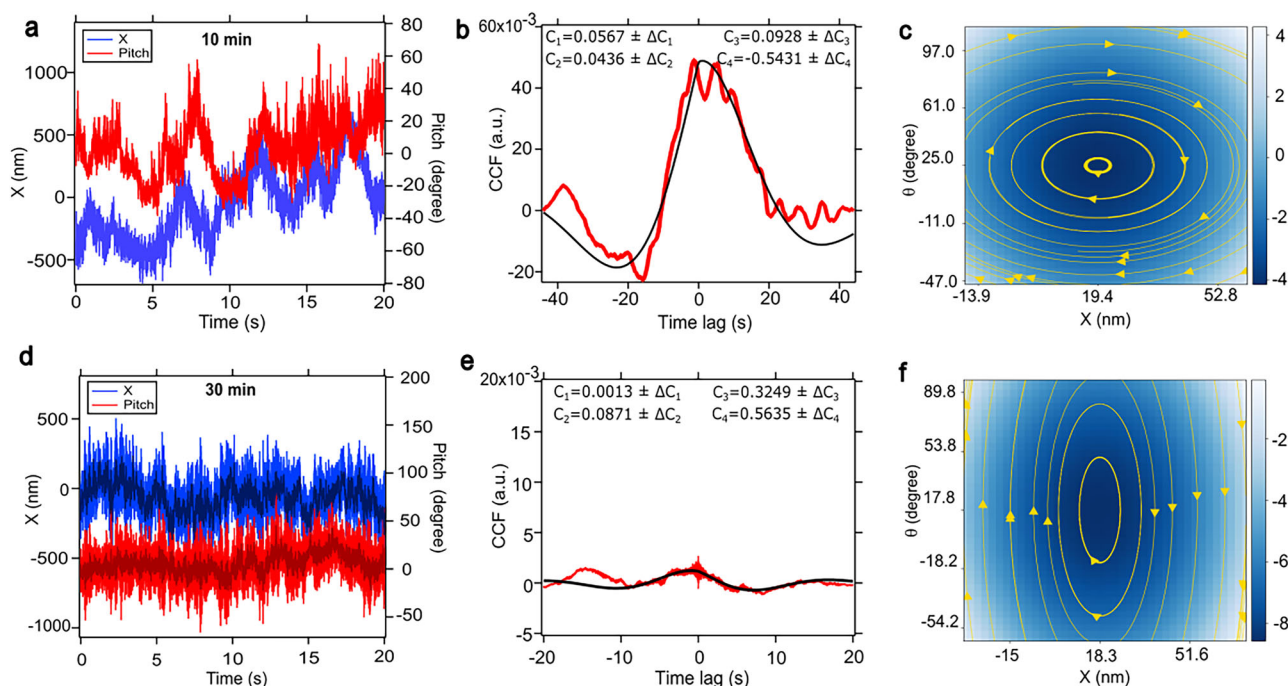 a
10 min
X
Pitch
1000
500
0
-500
X (nm)
80
60
40
20
0
-20
-40
-60
-80
Pitch (degree)
0 5 10 15 20
Time (s)
b
60x10⁻³
40
20
0
-20
CCF (a.u.)
C₁=0.0567 ± ΔC₁ C₃=0.0928 ± ΔC₃
C₂=0.0436 ± ΔC₂ C₄=-0.5431 ± ΔC₄
-40 -20 0 20 40
Time lag (s)
c
97.0
61.0
25.0
-11.0
-47.0
θ (degree)
-13.9 19.4 52.8
X (nm)
4
2
0
-2
-4
d
30 min
X
Pitch
500
0
-500
-1000
X (nm)
200
150
100
50
0
-50
Pitch (degree)
0 5 10 15 20
Time (s)
e
20x10⁻³
15
10
5
0
-5
CCF (a.u.)
C₁=0.0013 ± ΔC₁ C₃=0.3249 ± ΔC₃
C₂=0.0871 ± ΔC₂ C₄=0.5635 ± ΔC₄
-20 -10 0 10 20
Time lag (s)
f
89.8
53.8
17.8
-18.2
-54.2
θ (degree)
-15 18.3 51.6
X (nm)
-2
-4
-6
-8